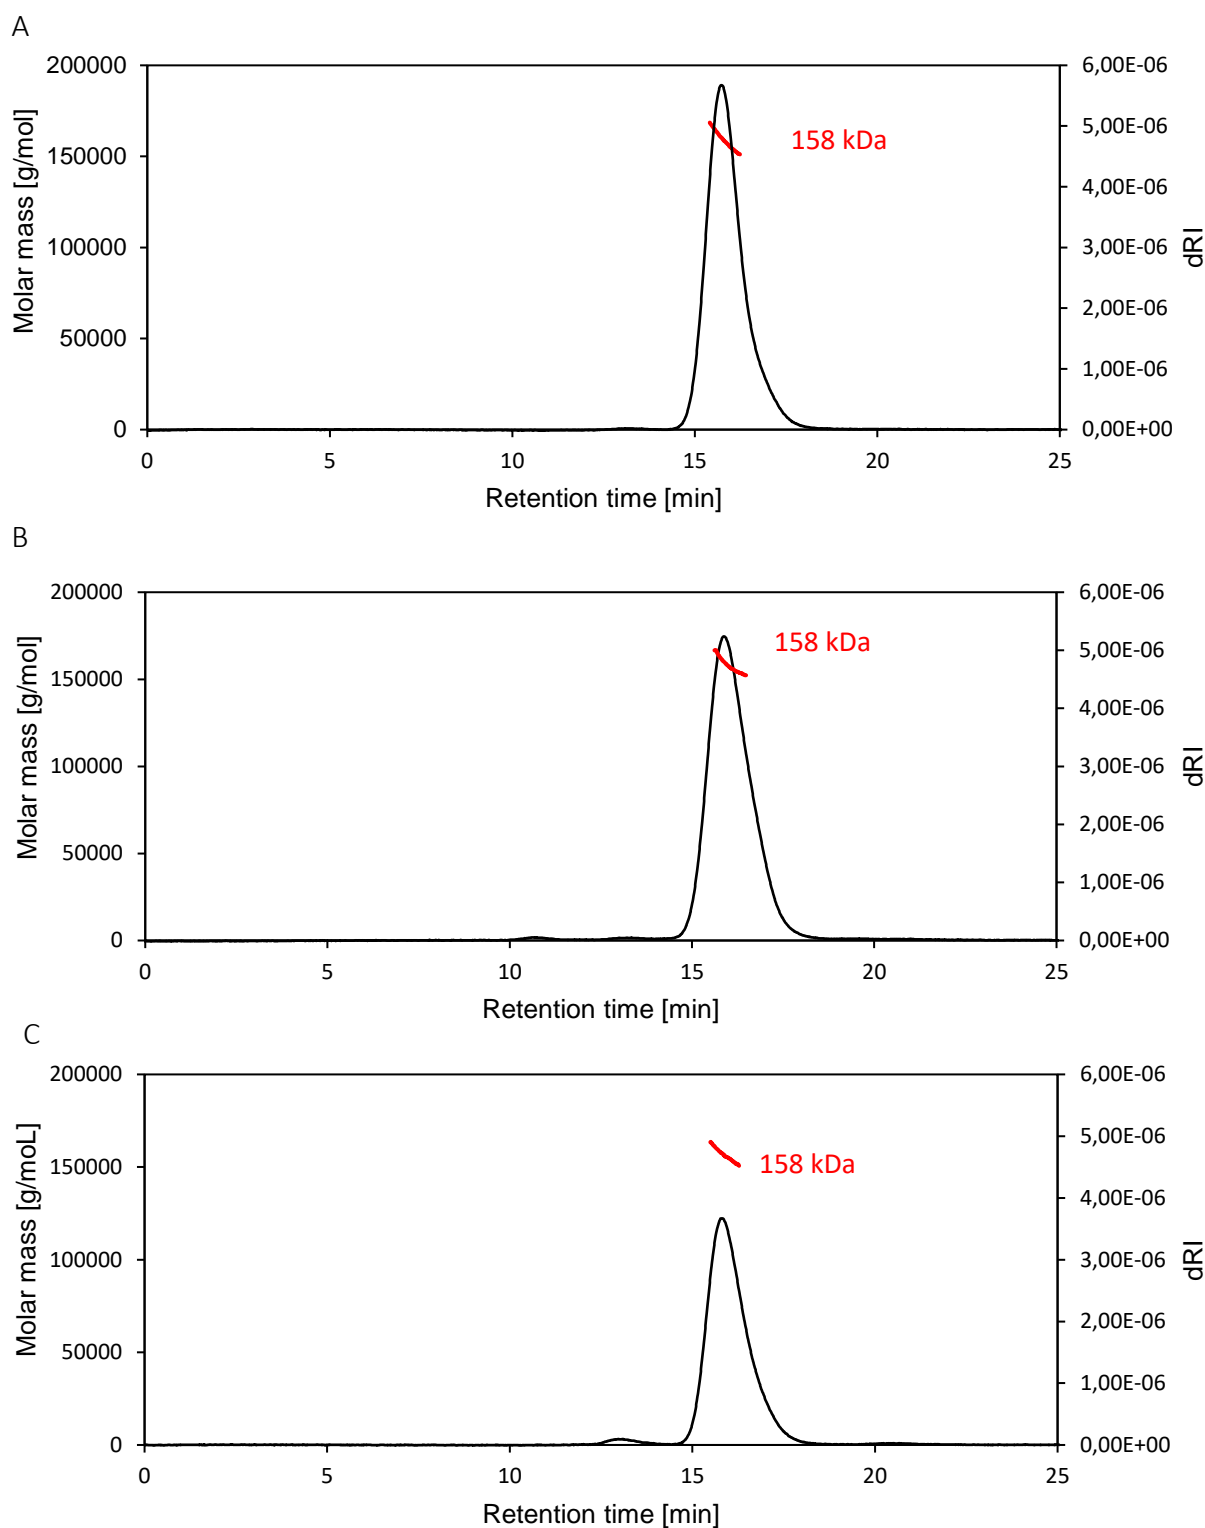 A
200000
6,00E-06
5,00E-06
150000
158 kDa
4,00E-06
100000
3,00E-06
2,00E-06
50000
1,00E-06
0
0,00E+00
Molar mass [g/mol]
dRI
0 5 10 15 20 25
Retention time [min]
B
200000
6,00E-06
5,00E-06
158 kDa
150000
4,00E-06
100000
3,00E-06
2,00E-06
50000
1,00E-06
0
0,00E+00
Molar mass [g/mol]
dRI
0 5 10 15 20 25
Retention time [min]
C
200000
6,00E-06
5,00E-06
150000
158 kDa
4,00E-06
100000
3,00E-06
2,00E-06
50000
1,00E-06
0
0,00E+00
Molar mass [g/moL]
dRI
0 5 10 15 20 25
Retention time [min]